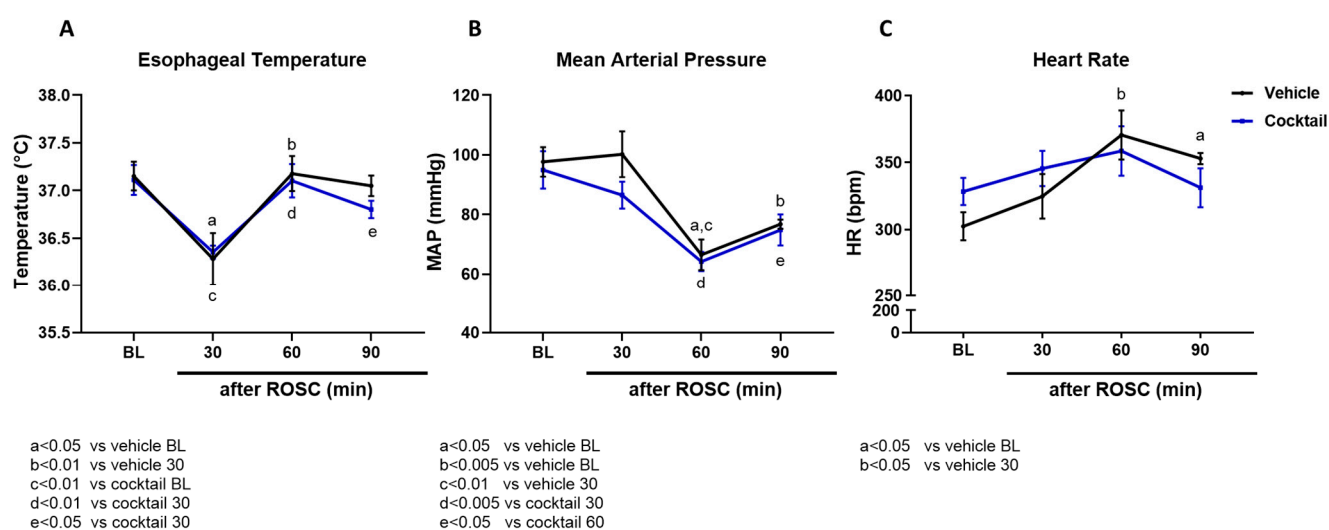 A
Esophageal Temperature
Temperature (°C)
38.0
37.5
37.0
36.5
36.0
35.5
a
c
b
d
e
BL
30
60
90
after ROSC (min)
a<0.05 vs vehicle BL
b<0.01 vs vehicle 30
c<0.01 vs cocktail BL
d<0.01 vs cocktail 30
e<0.05 vs cocktail 30
B
Mean Arterial Pressure
MAP (mmHg)
120
100
80
60
40
a,c
d
b
e
BL
30
60
90
after ROSC (min)
a<0.05 vs vehicle BL
b<0.005 vs vehicle BL
c<0.01 vs vehicle 30
d<0.005 vs cocktail 30
e<0.05 vs cocktail 60
C
Heart Rate
HR (bpm)
400
350
300
250
200
0
b
a
BL
30
60
90
after ROSC (min)
Vehicle
Cocktail
a<0.05 vs vehicle BL
b<0.05 vs vehicle 30